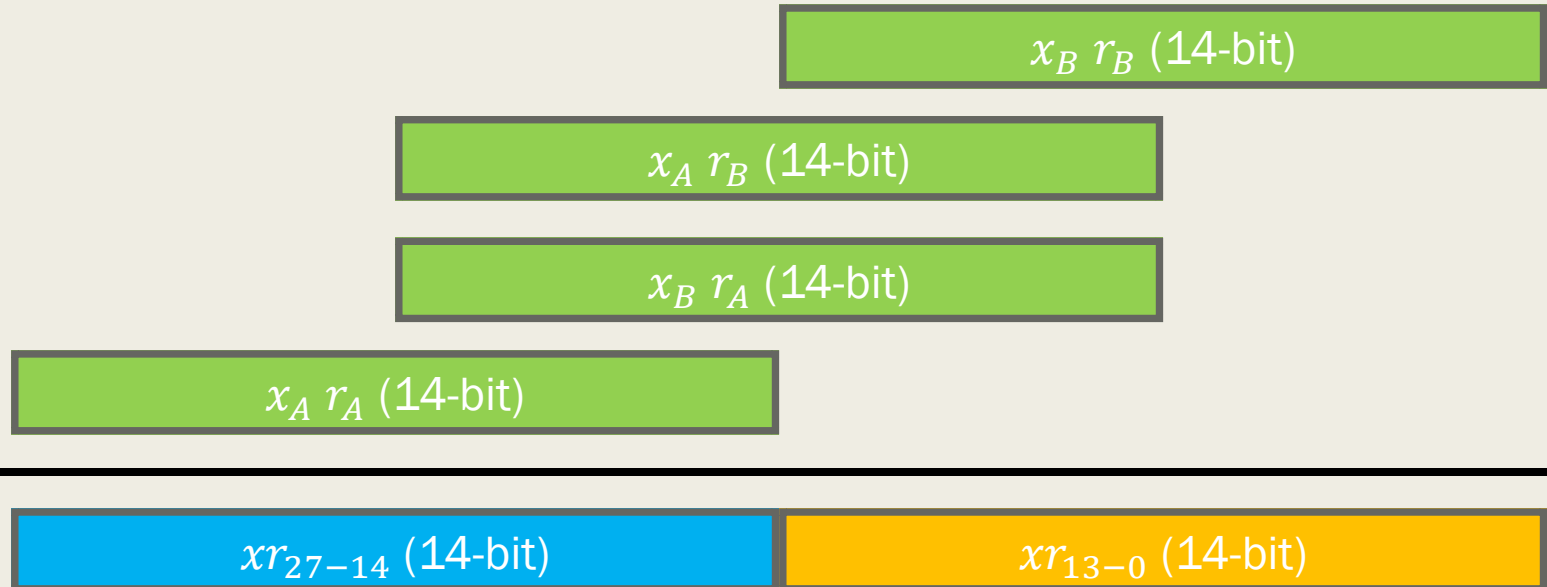 x_B r_B (14-bit)
x_A r_B (14-bit)
x_B r_A (14-bit)
x_A r_A (14-bit)
xr_{27−14} (14-bit) xr_{13−0} (14-bit)